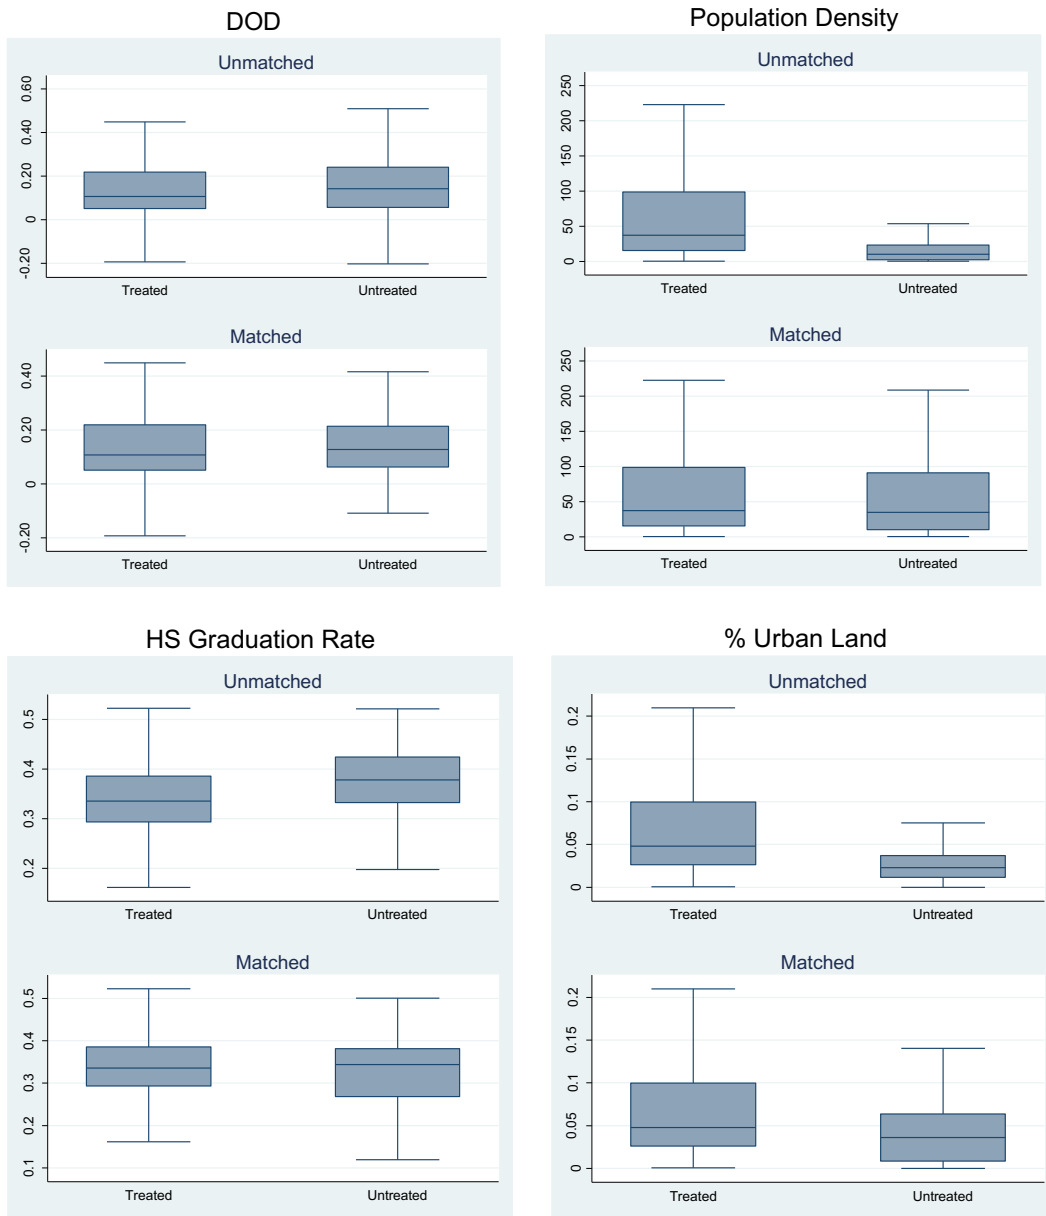 DOD
Unmatched
0.60
0.40
0.20
0
-0.20
Treated Untreated
Matched
0.40
0.20
0
-0.20
Treated Untreated
Population Density
Unmatched
250
200
150
100
50
0
Treated Untreated
Matched
250
200
150
100
50
0
Treated Untreated
HS Graduation Rate
Unmatched
0.5
0.4
0.3
0.2
Treated Untreated
Matched
0.5
0.4
0.3
0.2
0.1
Treated Untreated
% Urban Land
Unmatched
0.2
0.15
0.1
0.05
0
Treated Untreated
Matched
0.2
0.15
0.1
0.05
0
Treated Untreated